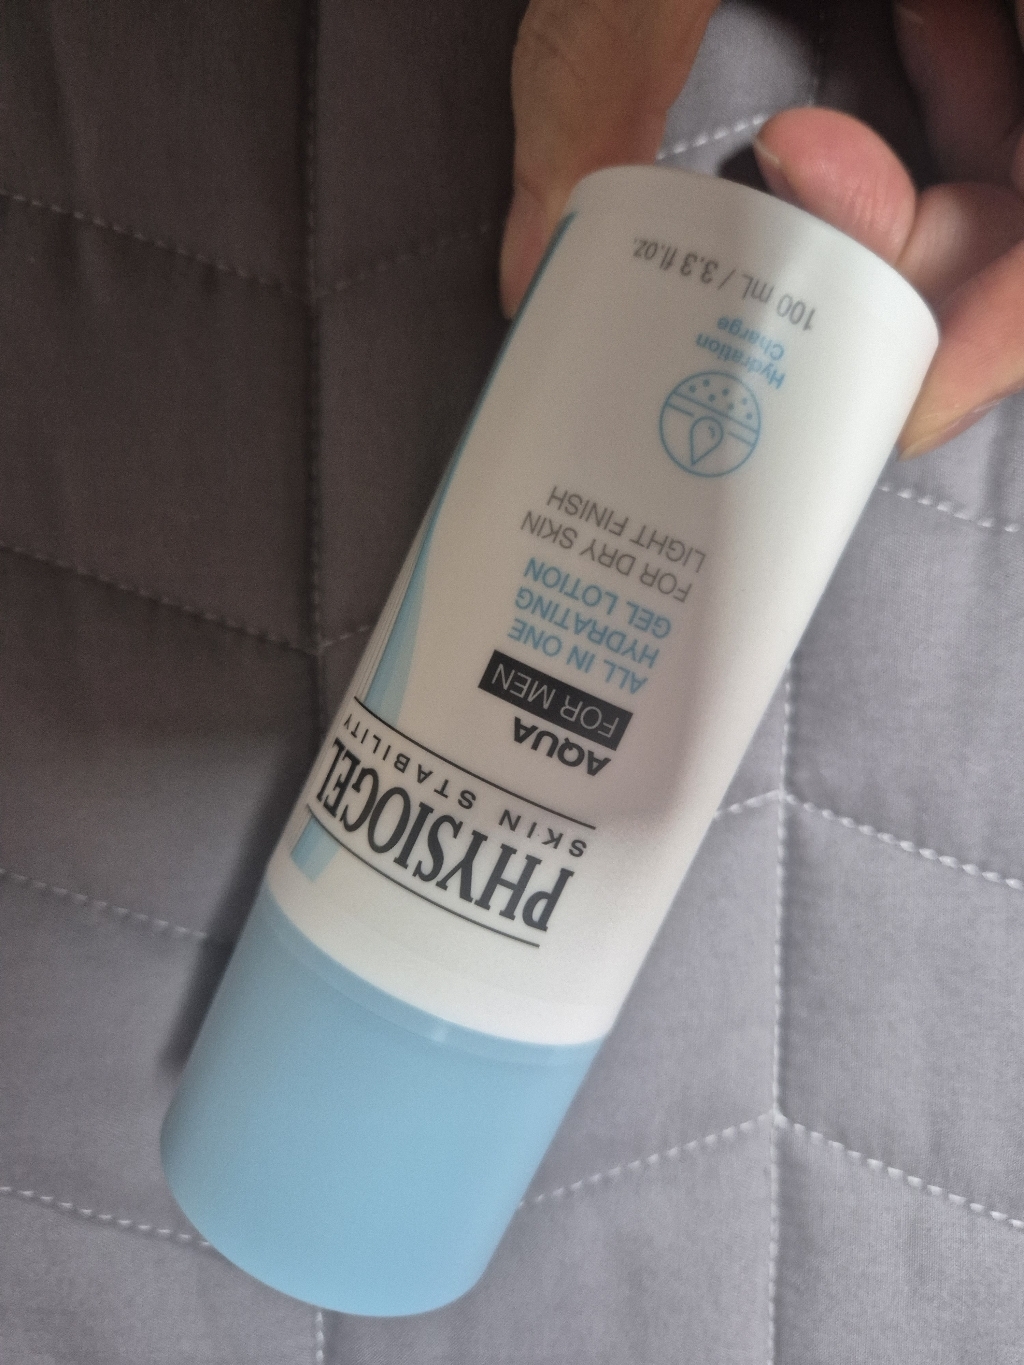 PHYSIOGEL
SKIN STABILITY
AQUA
FOR MEN
ALL IN ONE
HYDRATING
GEL LOTION
FOR DRY SKIN
LIGHT FINISH
Hydration
Charge
100 mL / 3.3 fl.oz.